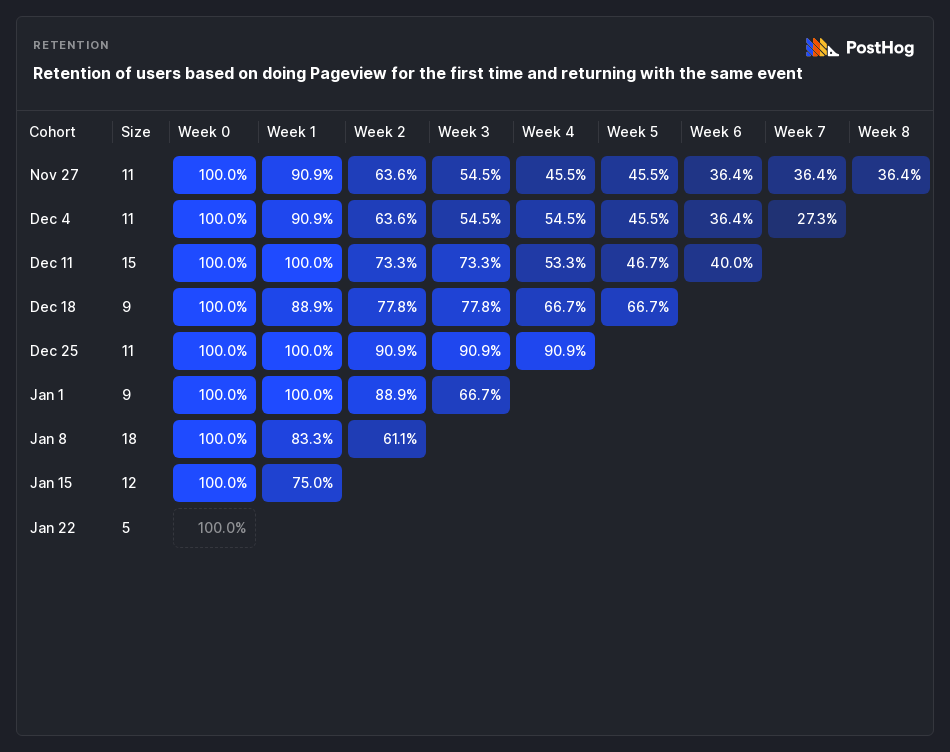 RETENTION
PostHog
Retention of users based on doing Pageview for the first time and returning with the same event
Cohort Size Week 0 Week 1 Week 2 Week 3 Week 4 Week 5 Week 6 Week 7 Week 8
Nov 27 11 100.0% 90.9% 63.6% 54.5% 45.5% 45.5% 36.4% 36.4% 36.4%
Dec 4 11 100.0% 90.9% 63.6% 54.5% 54.5% 45.5% 36.4% 27.3%
Dec 11 15 100.0% 100.0% 73.3% 73.3% 53.3% 46.7% 40.0%
Dec 18 9 100.0% 88.9% 77.8% 77.8% 66.7% 66.7%
Dec 25 11 100.0% 100.0% 90.9% 90.9% 90.9%
Jan 1 9 100.0% 100.0% 88.9% 66.7%
Jan 8 18 100.0% 83.3% 61.1%
Jan 15 12 100.0% 75.0%
Jan 22 5 100.0%